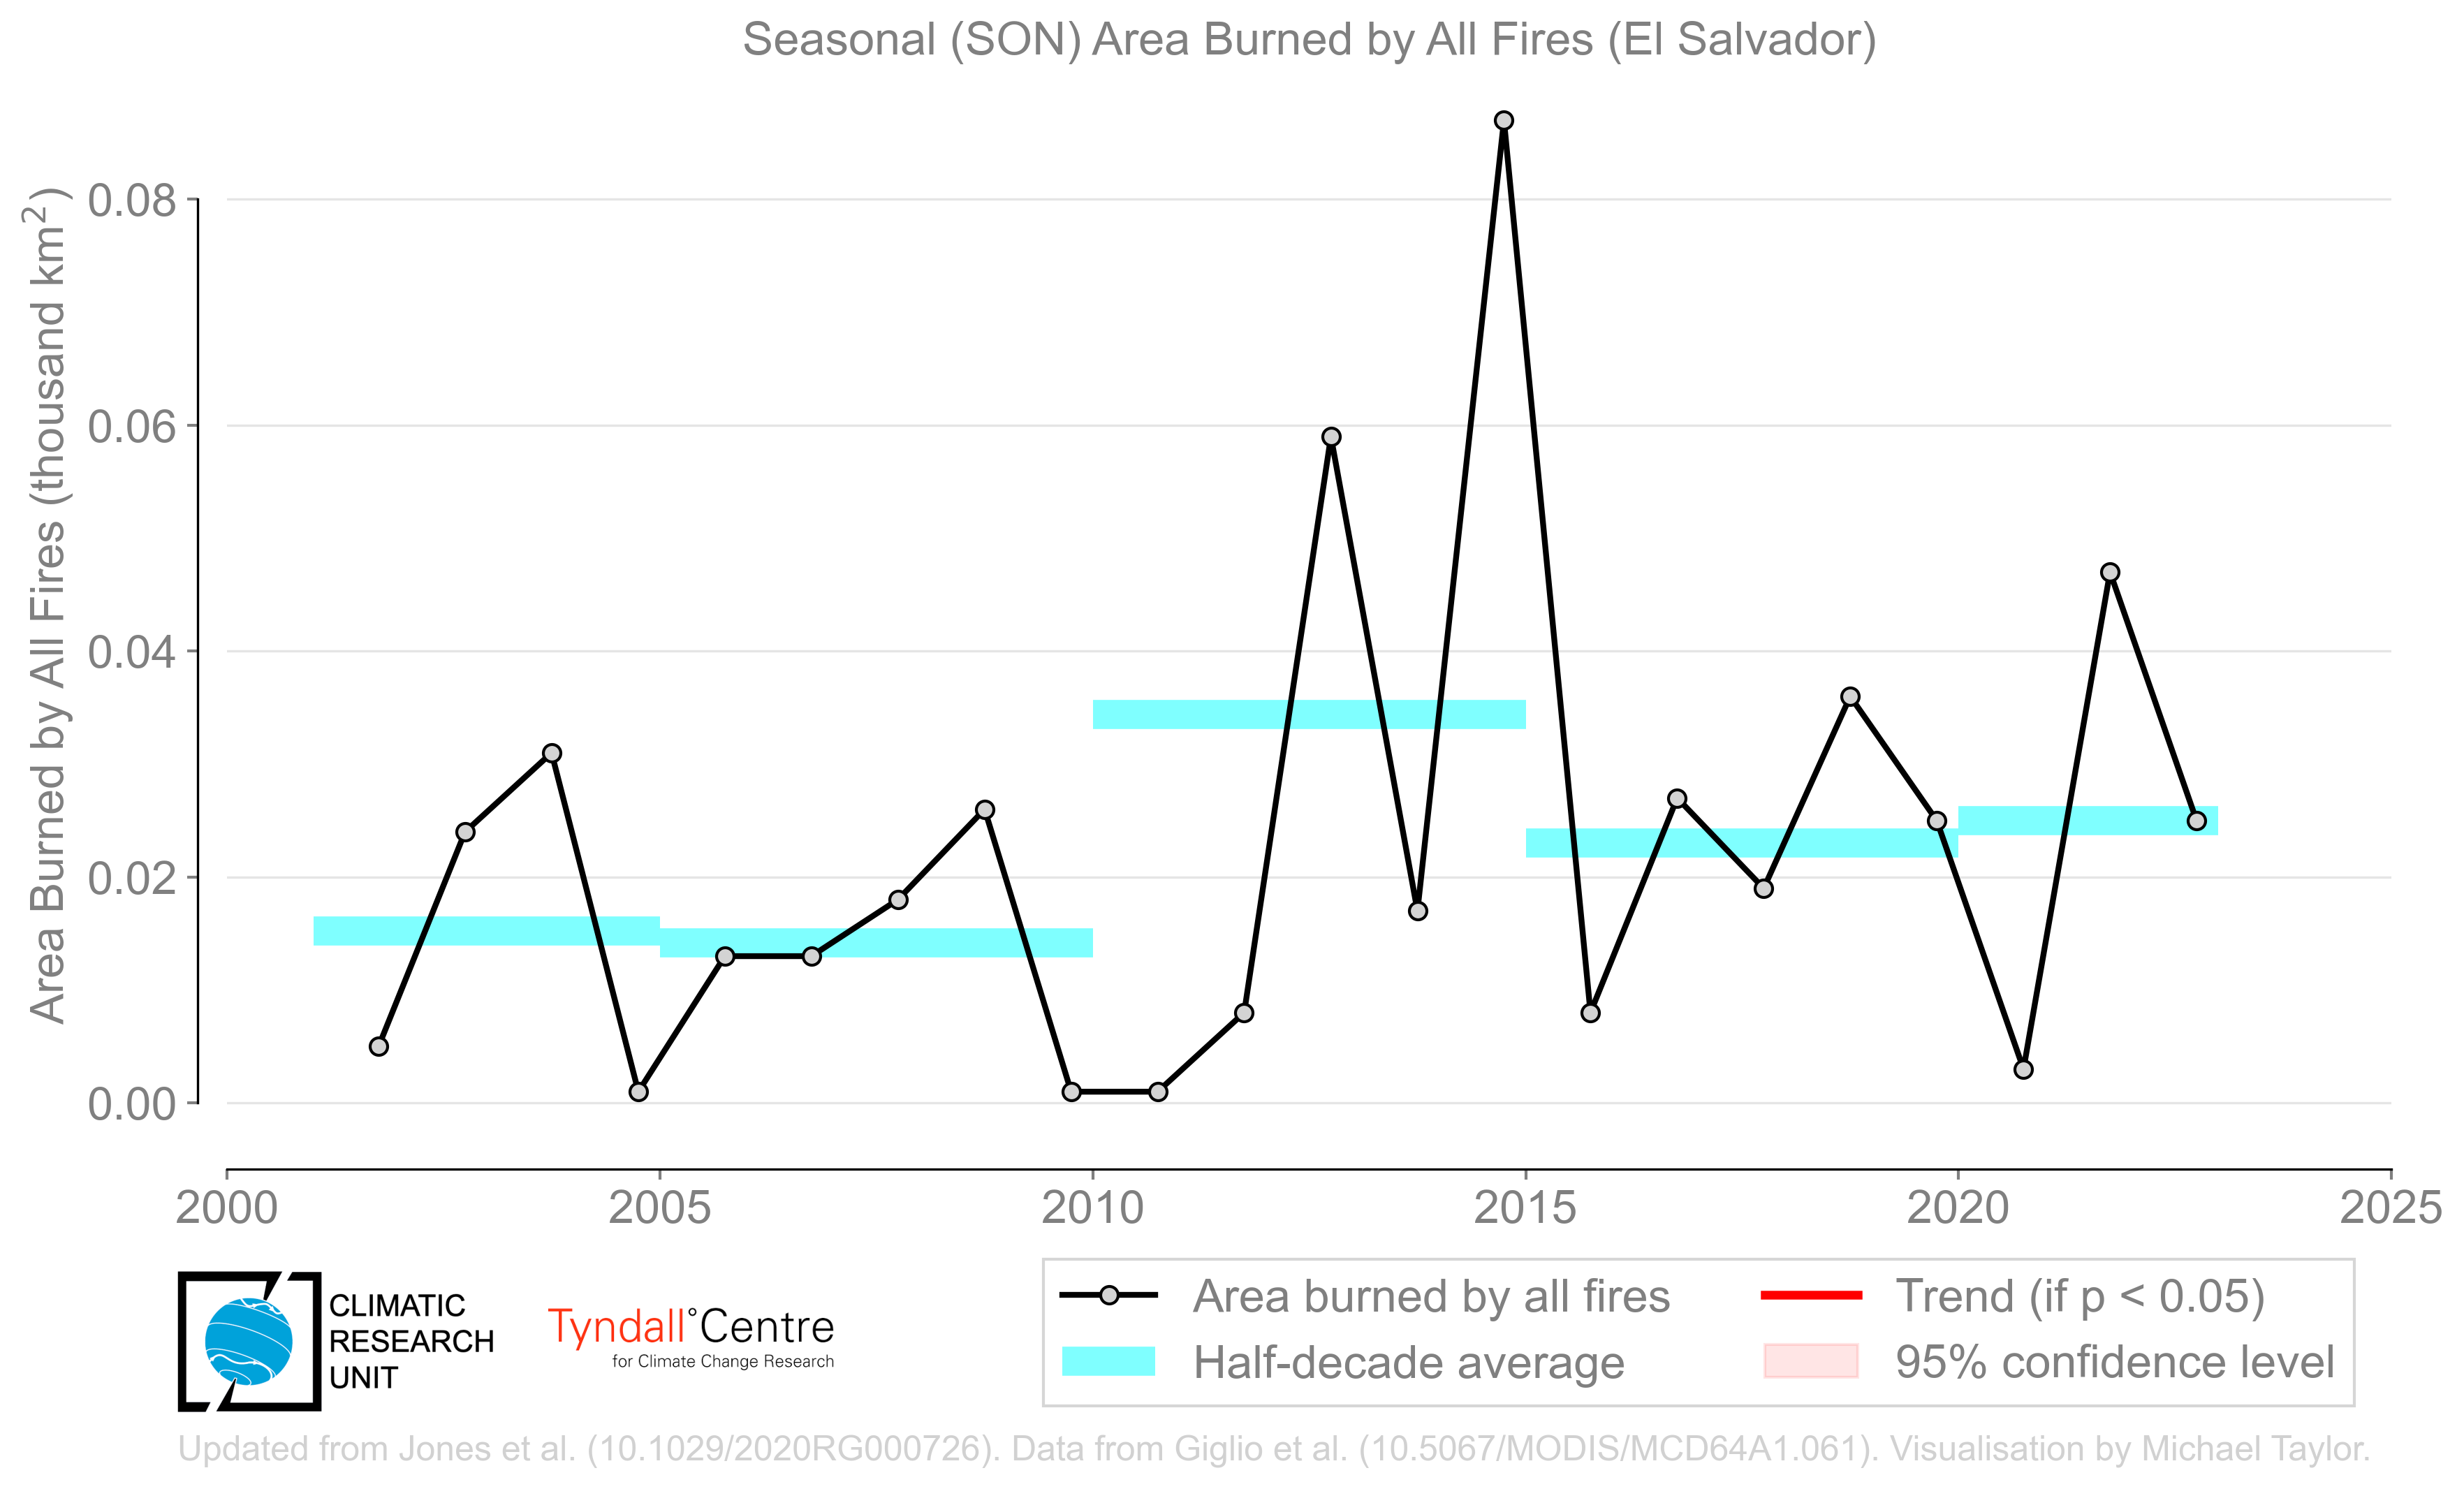 Seasonal (SON) Area Burned by All Fires (El Salvador)
Area Burned by All Fires (thousand km²)
0.08
0.06
0.04
0.02
0.00
2000 2005 2010 2015 2020 2025
CLIMATIC
RESEARCH
UNIT
Tyndall°Centre
for Climate Change Research
Area burned by all fires
Half-decade average
Trend (if p < 0.05)
95% confidence level
Updated from Jones et al. (10.1029/2020RG000726). Data from Giglio et al. (10.5067/MODIS/MCD64A1.061). Visualisation by Michael Taylor.